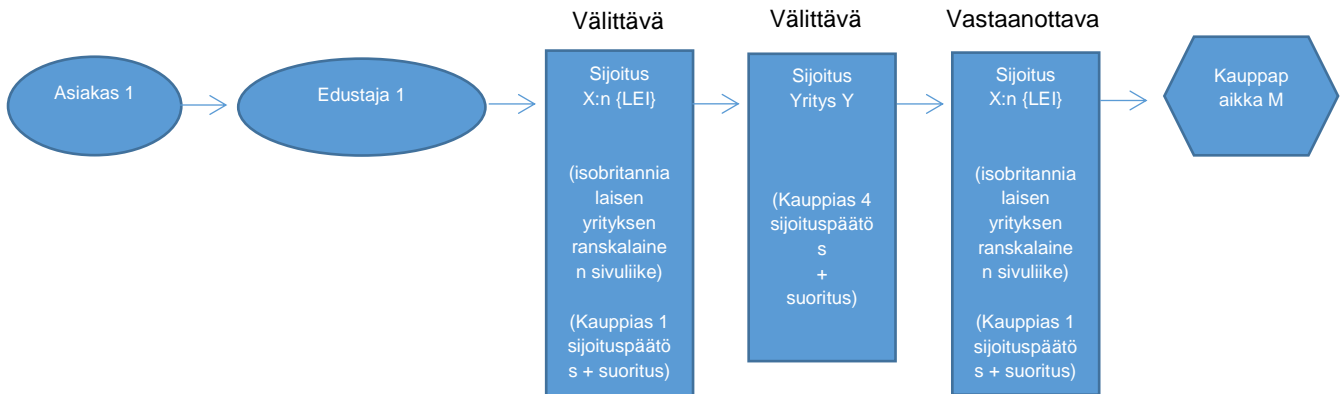 Välittävä
Välittävä
Vastaanottava
Asiakas 1
Edustaja 1
Sijoitus
X:n {LEI}
(isobritannia
laisen
yrityksen
ranskalaine
n sivuliike)
(Kauppias 1
sijoituspäätö
s + suoritus)
Sijoitus
Yritys Y
(Kauppias 4
sijoituspäätö
s
+
suoritus)
Sijoitus
X:n {LEI}
(isobritannia
laisen
yrityksen
ranskalaine
n sivuliike)
(Kauppias 1
sijoituspäätö
s + suoritus)
Kauppap
aikka M